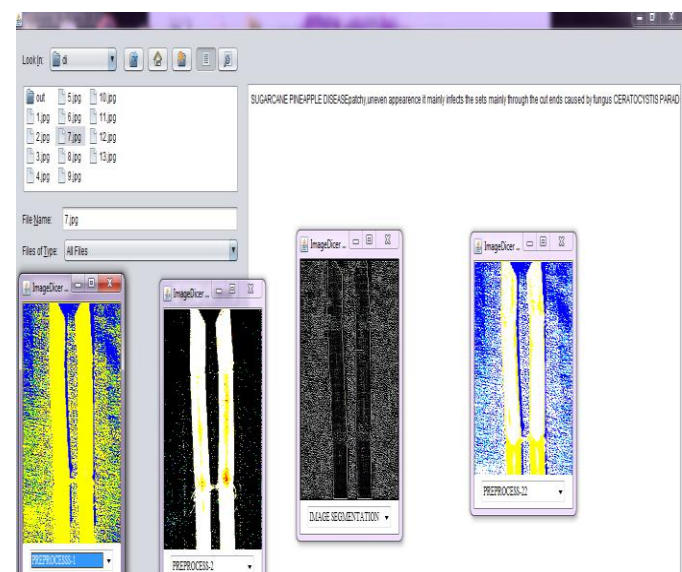 Look in: di
out 5.jpg 10.jpg
1.jpg 6.jpg 11.jpg
2.jpg 7.jpg 12.jpg
3.jpg 8.jpg 13.jpg
4.jpg 9.jpg
SUGARCANE PINEAPPLE DISEASEpatchy,uneven appearence it mainly infects the sets mainly through the cut ends caused by fungus CERATOCYSTIS PARAD
File Name: 7.jpg
Files of Type: All Files
ImageDicer ...
PREPROCESSS-1
ImageDicer ...
PREPROCESS-2
ImageDicer ...
IMAGE SEGMENTATION
ImageDicer ...
PREPROCESS-22